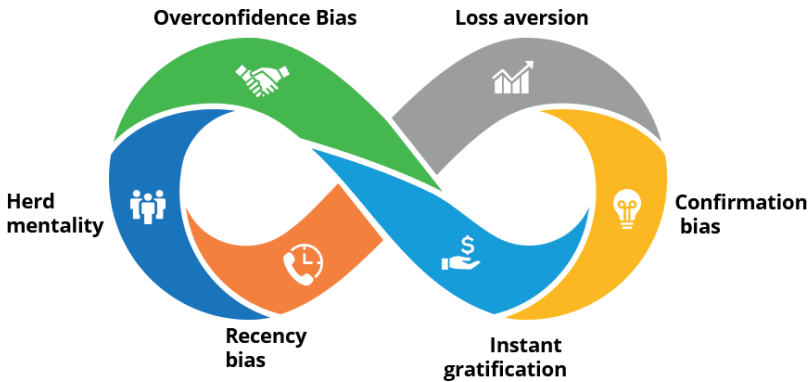 Overconfidence Bias
Loss aversion
Herd
mentality
Confirmation
bias
Recency
bias
Instant
gratification
$